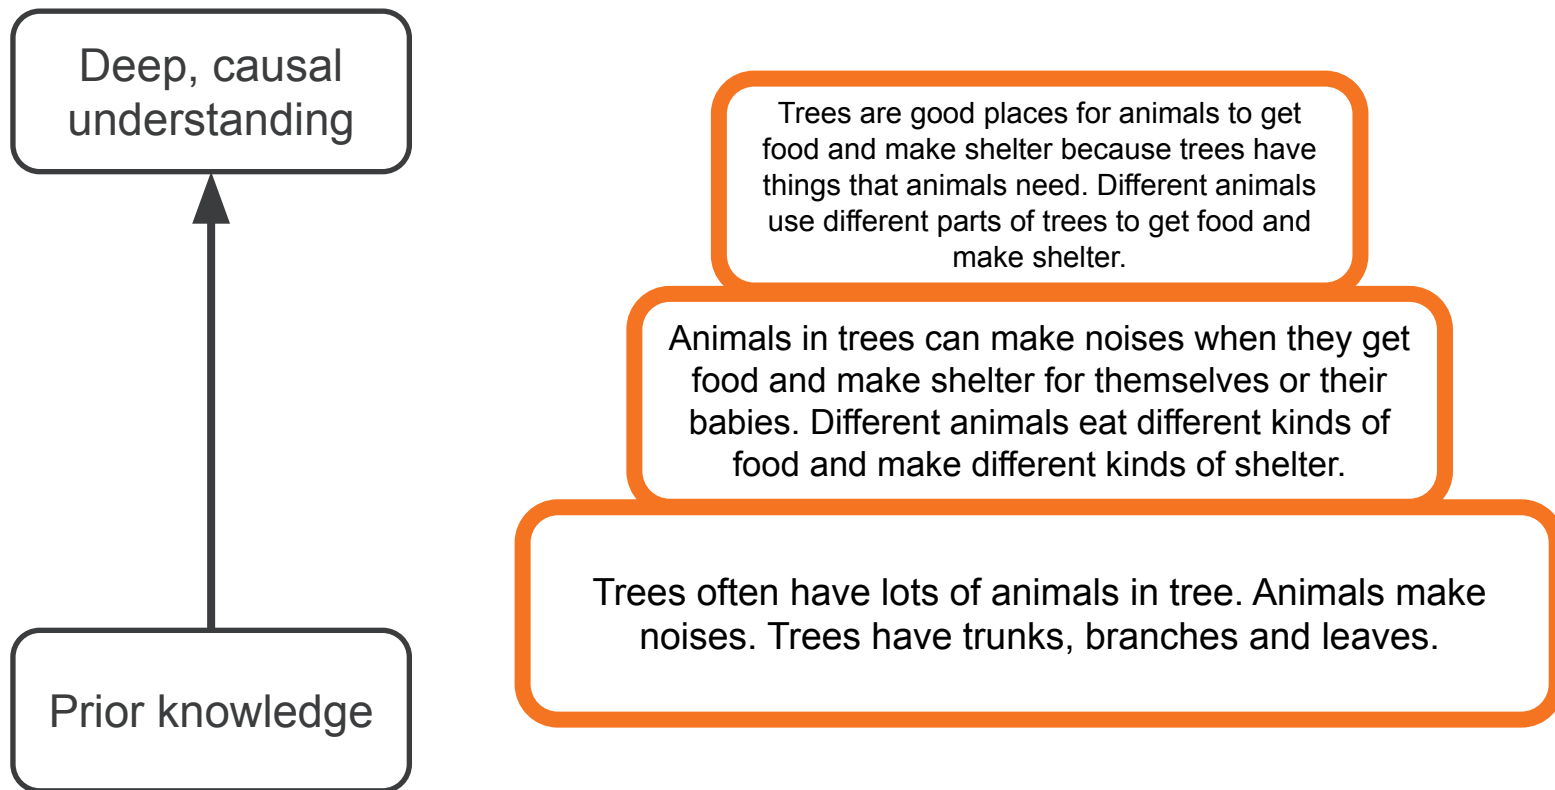 Deep, causal
understanding
Trees are good places for animals to get
food and make shelter because trees have
things that animals need. Different animals
use different parts of trees to get food and
make shelter.
Animals in trees can make noises when they get
food and make shelter for themselves or their
babies. Different animals eat different kinds of
food and make different kinds of shelter.
Trees often have lots of animals in tree. Animals make
noises. Trees have trunks, branches and leaves.
Prior knowledge